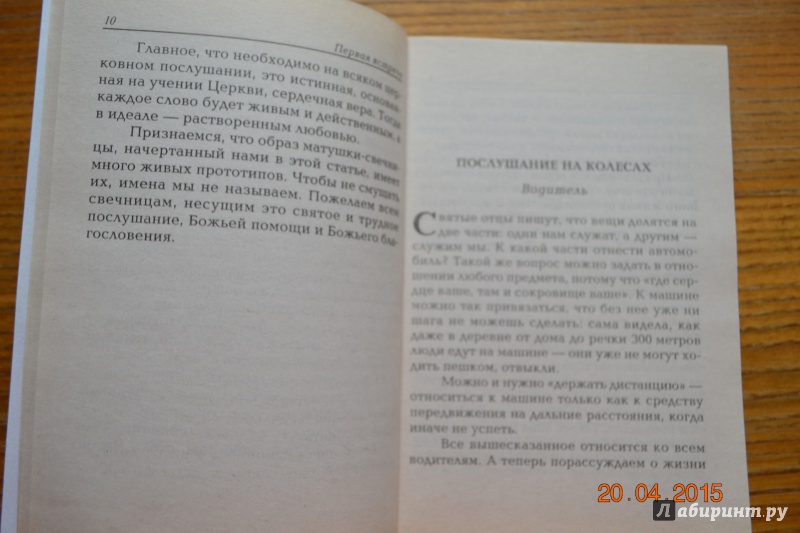 10
Первая встреча
Главное, что необходимо на всяком цер-
ковном послушании, это истинная, основан-
ная на учении Церкви, сердечная вера. Тогда
каждое слово будет живым и действенным, а
в идеале — растворенным любовью.
Признаемся, что образ матушки-свечни-
цы, начертанный нами в этой статье, имеет
много живых прототипов. Чтобы не смущать
их, имена мы не называем. Пожелаем всем
свечницам, несущим это святое и трудное
послушание, Божьей помощи и Божьего бла-
гословения.
ПОСЛУШАНИЕ НА КОЛЕСАХ
Водитель
Святые отцы пишут, что вещи делятся на
две части: одни нам служат, а другим —
служим мы. К какой части отнести автомо-
биль? Такой же вопрос можно задать в отно-
шении любого предмета, потому что «где сер-
дце ваше, там и сокровище ваше». К машине
можно так привязаться, что без нее уже ни
шага не можешь сделать: сама видела, как
даже в деревне от дома до речки 300 метров
люди едут на машине — они уже не могут хо-
дить пешком, отвыкли.
Можно и нужно «держать дистанцию» —
относиться к машине только как к средству
передвижения на дальние расстояния, когда
иначе не успеть.
Все вышесказанное относится ко всем
водителям. А теперь порассуждаем о жизни
20.04.2015
Лабиринт.ру